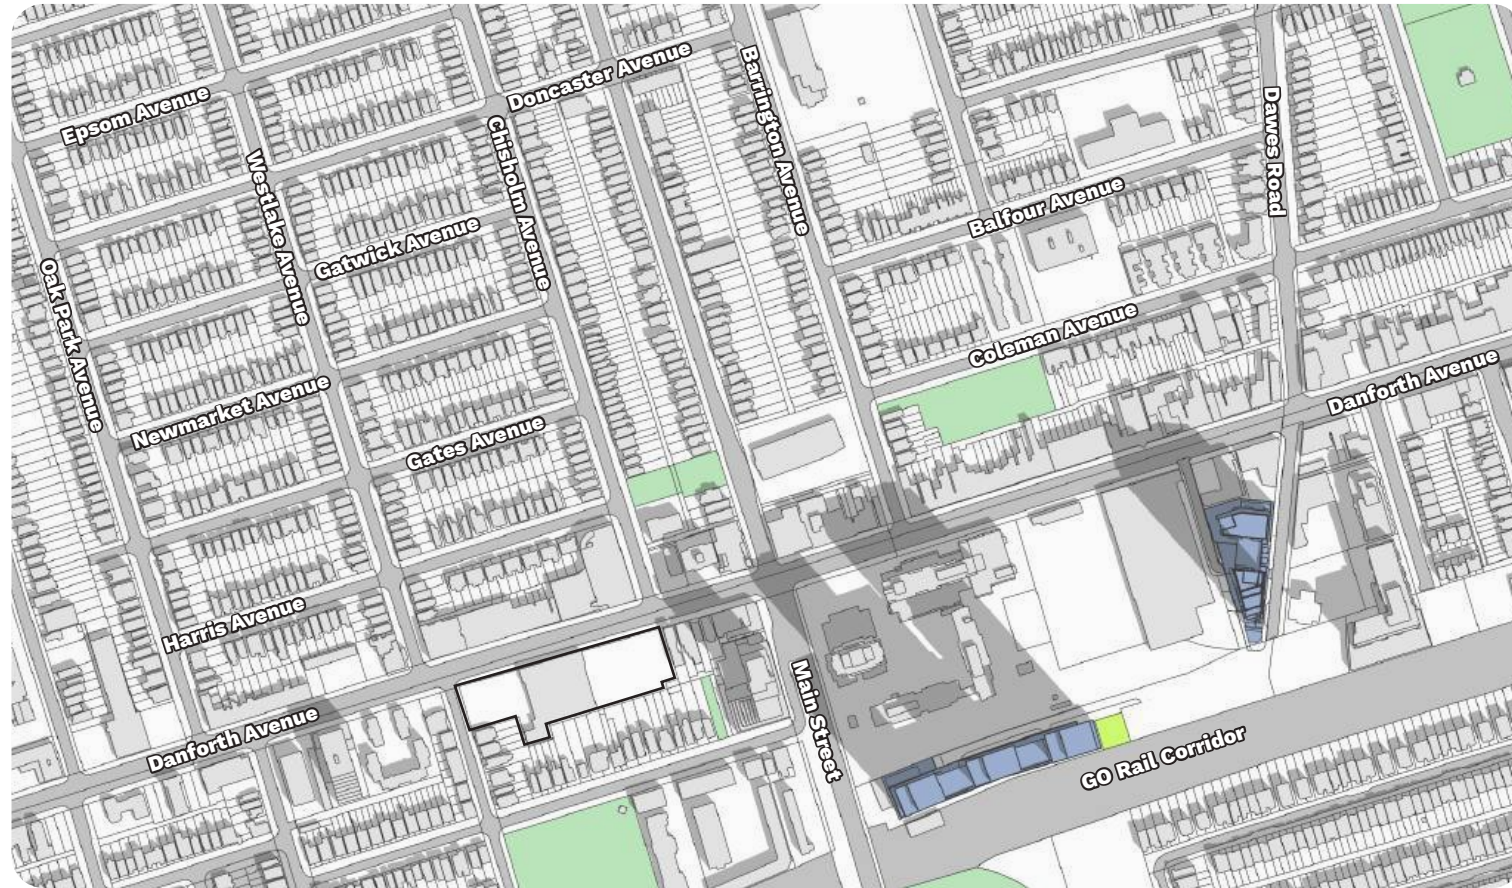 Epsom Avenue
Doncaster Avenue
Barrington Avenue
Dawes Road
Westlake Avenue
Chisholm Avenue
Gatwick Avenue
Balfour Avenue
Oak Park Avenue
Newmarket Avenue
Coleman Avenue
Danforth Avenue
Gates Avenue
Harris Avenue
Danforth Avenue
Main Street
GO Rail Corridor